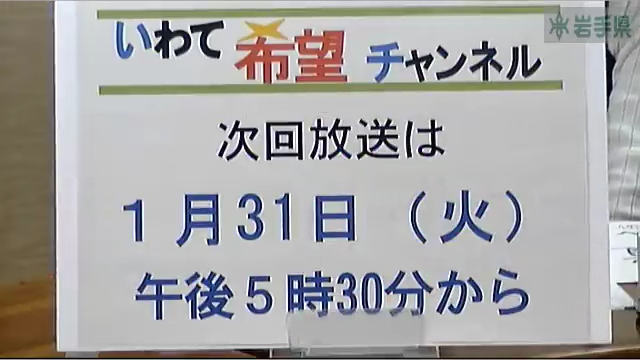 岩手県
いわて希望チャンネル
次回放送は
1月31日（火）
午後5時30分から